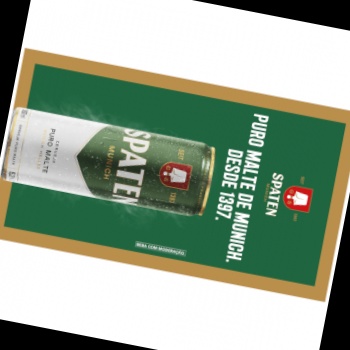 SPATEN
PURO MALTE DE MUNICH.
DESDE 1397.
SPATEN
MUNICH
PURO MALTE
BEBA COM MODERAÇÃO.